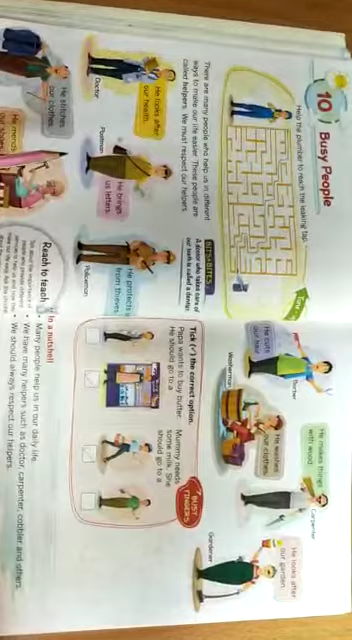 10
Busy People
Help the plumber to reach the leaking tap.
There are many people who help us in different
ways to make our life easier. These people are
called helpers. We must respect our helpers.
A doctor who takes care of
our teeth is called a dentist.
He looks after
our health.
Doctor
Postman
He brings
us letters.
He protects
from thieves.
Policeman
He stitches
our clothes.
He mends
our shoes.
Reach to teach
He cuts
our hair.
Barber
He washes
our clothes.
Washerman
He makes things
with wood.
Carpenter
He looks after
our garden.
Gardener
Tick (✓) the correct option.
BUSY
FINGERS
Papa wants to buy butter.
He should go to a
Mummy needs
some milk. She
should go to a
In a nutshell
Many people help us in our daily life.
We have many helpers such as doctor, carpenter, cobbler and others.
We should always respect our helpers.